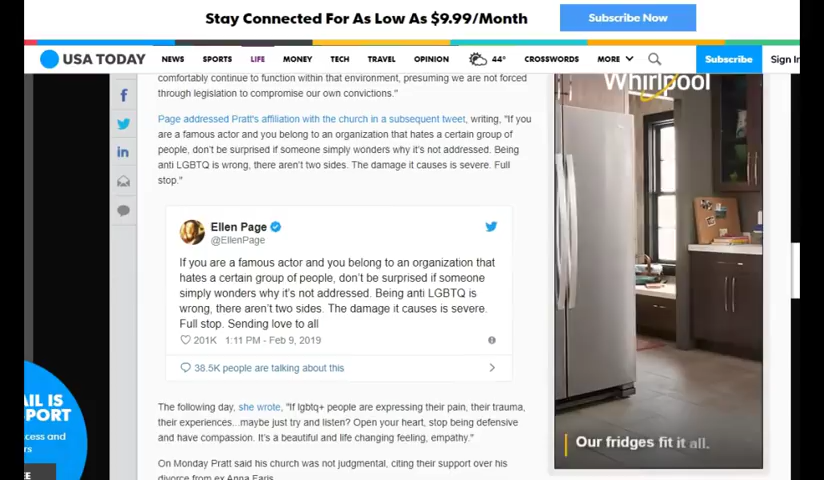 Stay Connected For As Low As $9.99/Month
Subscribe Now
USA TODAY
NEWS
SPORTS
LIFE
MONEY
TECH
TRAVEL
OPINION
44°
CROSSWORDS
MORE
Subscribe
Sign In
comfortably continue to function within that environment, presuming we are not forced
through legislation to compromise our own convictions."
Page addressed Pratt's affiliation with the church in a subsequent tweet, writing, "If you
are a famous actor and you belong to an organization that hates a certain group of
people, don't be surprised if someone simply wonders why it's not addressed. Being
anti LGBTQ is wrong, there aren't two sides. The damage it causes is severe. Full
stop."
Ellen Page
@EllenPage
If you are a famous actor and you belong to an organization that
hates a certain group of people, don't be surprised if someone
simply wonders why it's not addressed. Being anti LGBTQ is
wrong, there aren't two sides. The damage it causes is severe.
Full stop. Sending love to all
201K 1:11 PM - Feb 9, 2019
38.5K people are talking about this
The following day, she wrote, "If lgbtq+ people are expressing their pain, their trauma,
their experiences...maybe just try and listen? Open your heart, stop being defensive
and have compassion. It's a beautiful and life changing feeling, empathy."
On Monday Pratt said his church was not judgmental, citing their support over his
divorce from ex Anna Faris
Whirlpool
Our fridges fit it all.
AIL IS
PORT
cess and
ers